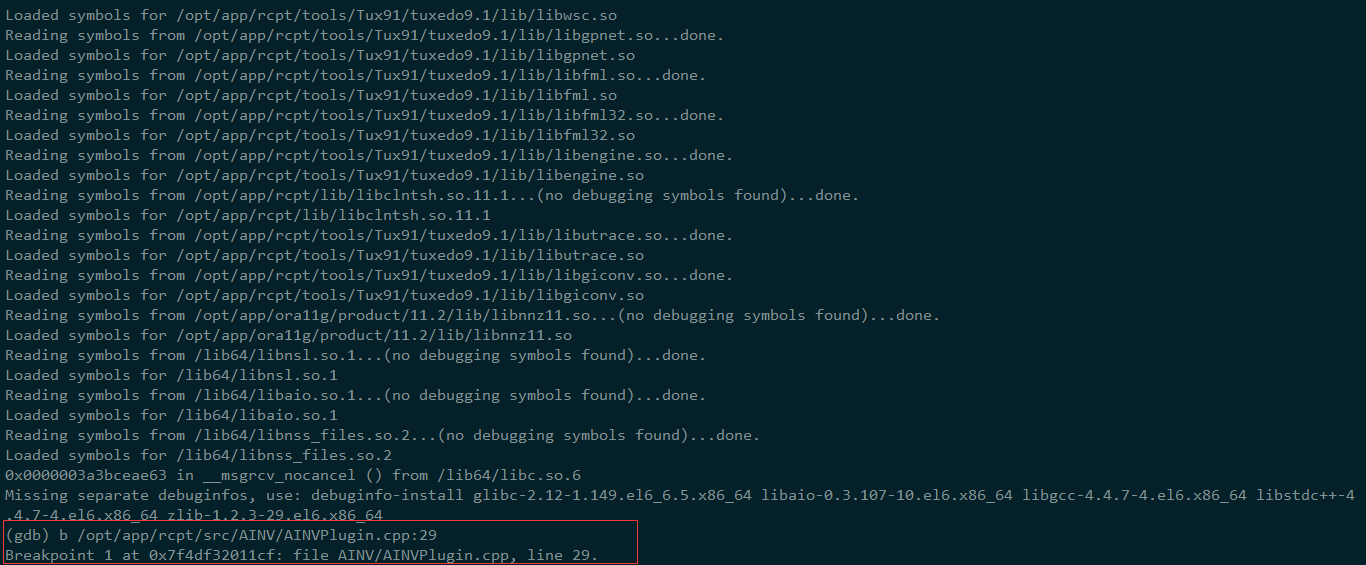 Loaded symbols for /opt/app/rcpt/tools/Tux91/tuxedo9.1/lib/libwsc.so
Reading symbols from /opt/app/rcpt/tools/Tux91/tuxedo9.1/lib/libgpnet.so...done.
Loaded symbols for /opt/app/rcpt/tools/Tux91/tuxedo9.1/lib/libgpnet.so
Reading symbols from /opt/app/rcpt/tools/Tux91/tuxedo9.1/lib/libfml.so...done.
Loaded symbols for /opt/app/rcpt/tools/Tux91/tuxedo9.1/lib/libfml.so
Reading symbols from /opt/app/rcpt/tools/Tux91/tuxedo9.1/lib/libfml32.so...done.
Loaded symbols for /opt/app/rcpt/tools/Tux91/tuxedo9.1/lib/libfml32.so
Reading symbols from /opt/app/rcpt/tools/Tux91/tuxedo9.1/lib/libengine.so...done.
Loaded symbols for /opt/app/rcpt/tools/Tux91/tuxedo9.1/lib/libengine.so
Reading symbols from /opt/app/rcpt/lib/libclntsh.so.11.1...(no debugging symbols found)...done.
Loaded symbols for /opt/app/rcpt/lib/libclntsh.so.11.1
Reading symbols from /opt/app/rcpt/tools/Tux91/tuxedo9.1/lib/libutrace.so...done.
Loaded symbols for /opt/app/rcpt/tools/Tux91/tuxedo9.1/lib/libutrace.so
Reading symbols from /opt/app/rcpt/tools/Tux91/tuxedo9.1/lib/libgiconv.so...done.
Loaded symbols for /opt/app/rcpt/tools/Tux91/tuxedo9.1/lib/libgiconv.so
Reading symbols from /opt/app/ora11g/product/11.2/lib/libnnz11.so...(no debugging symbols found)...done.
Loaded symbols for /opt/app/ora11g/product/11.2/lib/libnnz11.so
Reading symbols from /lib64/libnsl.so.1...(no debugging symbols found)...done.
Loaded symbols for /lib64/libnsl.so.1
Reading symbols from /lib64/libaio.so.1...(no debugging symbols found)...done.
Loaded symbols for /lib64/libaio.so.1
Reading symbols from /lib64/libnss_files.so.2...(no debugging symbols found)...done.
Loaded symbols for /lib64/libnss_files.so.2
0x0000003a3bceae63 in __msgrcv_nocancel () from /lib64/libc.so.6
Missing separate debuginfos, use: debuginfo-install glibc-2.12-1.149.el6_6.5.x86_64 libaio-0.3.107-10.el6.x86_64 libgcc-4.4.7-4.el6.x86_64 libstdc++-4
.4.7-4.el6.x86_64 zlib-1.2.3-29.el6.x86_64
(gdb) b /opt/app/rcpt/src/AINV/AINVPlugin.cpp:29
Breakpoint 1 at 0x7f4df32011cf: file AINV/AINVPlugin.cpp, line 29.